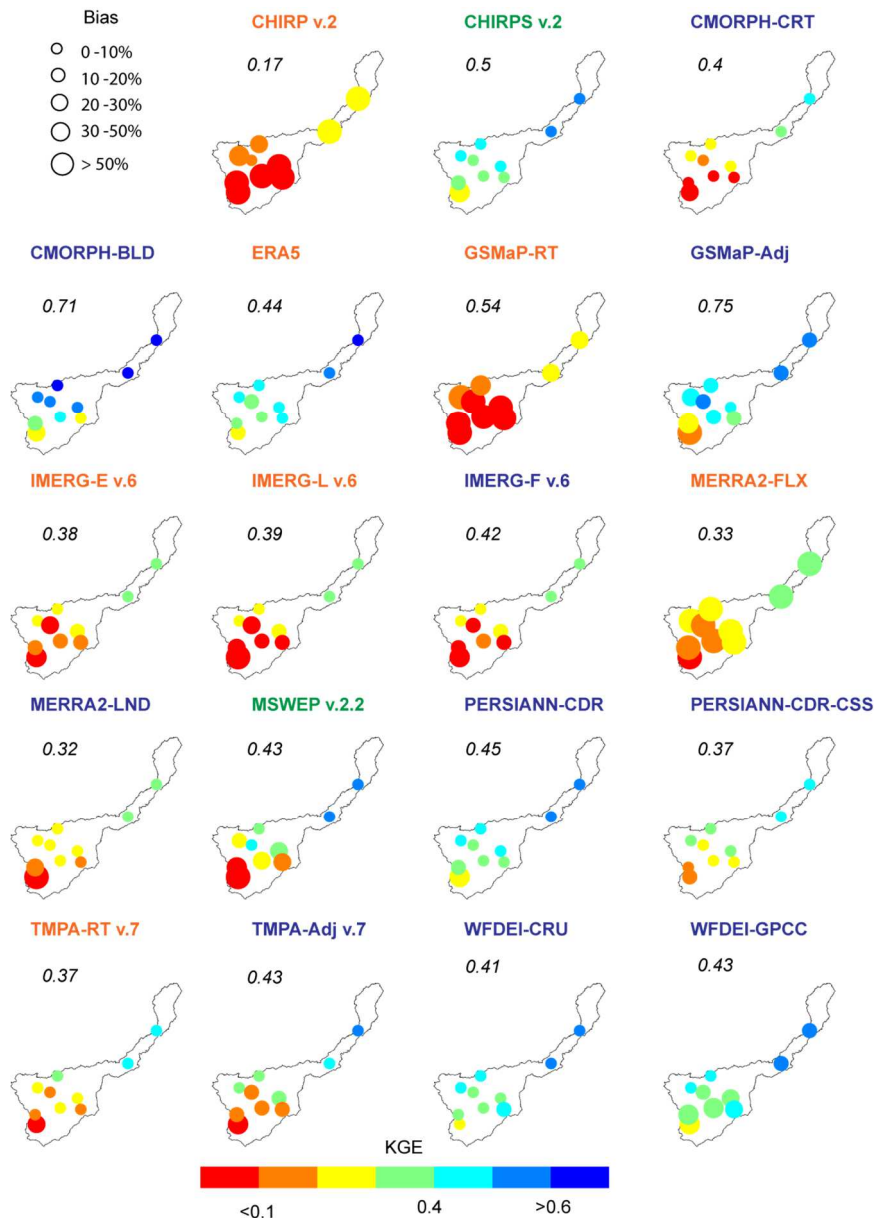 Bias
0 -10%
10 -20%
20 -30%
30 -50%
> 50%
CHIRP v.2
0.17
CHIRPS v.2
0.5
CMORPH-CRT
0.4
CMORPH-BLD
0.71
ERA5
0.44
GSMaP-RT
0.54
GSMaP-Adj
0.75
IMERG-E v.6
0.38
IMERG-L v.6
0.39
IMERG-F v.6
0.42
MERRA2-FLX
0.33
MERRA2-LND
0.32
MSWEP v.2.2
0.43
PERSIANN-CDR
0.45
PERSIANN-CDR-CSS
0.37
TMPA-RT v.7
0.37
TMPA-Adj v.7
0.43
WFDEI-CRU
0.41
WFDEI-GPCC
0.43
KGE
<0.1 0.4 >0.6